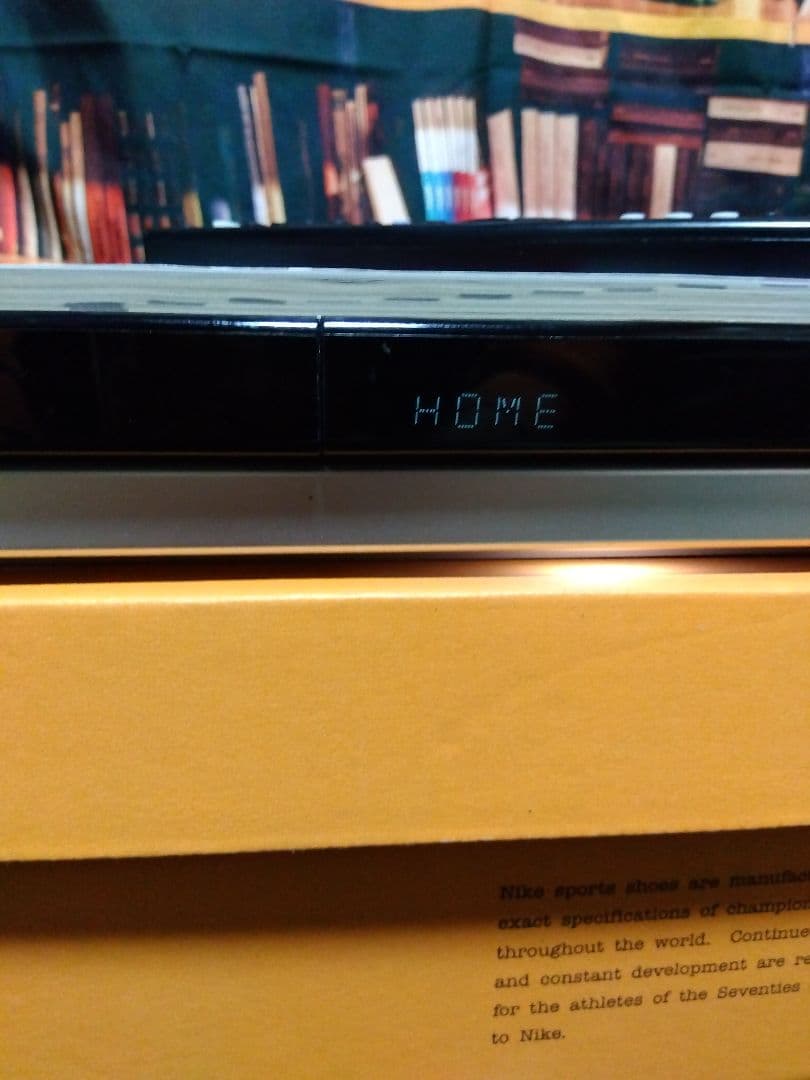 HOME
Nike sports shoes are
exact specifications of
throughout the world. Continue
and constant development are
for the athletes of the Seventies
to Nike.